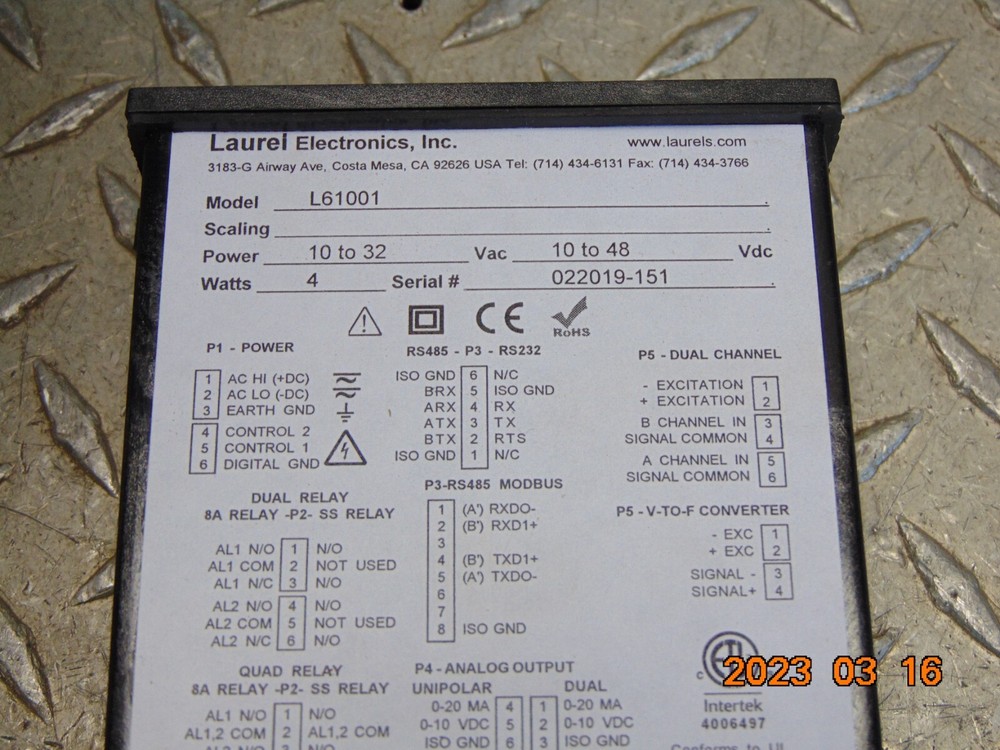 Laurel Electronics, Inc. www.laurels.com
3183-G Airway Ave, Costa Mesa, CA 92626 USA Tel: (714) 434-6131 Fax: (714) 434-3766
Model L61001
Scaling
Power 10 to 32 Vac 10 to 48 Vdc
Watts 4 Serial # 022019-151
CE RoHS
P1 - POWER
1 AC HI (+DC)
2 AC LO (-DC)
3 EARTH GND
4 CONTROL 2
5 CONTROL 1
6 DIGITAL GND
RS485 - P3 - RS232
ISO GND 6 N/C
BRX 5 ISO GND
ARX 4 RX
ATX 3 TX
BTX 2 RTS
ISO GND 1 N/C
P5 - DUAL CHANNEL
- EXCITATION 1
+ EXCITATION 2
B CHANNEL IN 3
SIGNAL COMMON 4
A CHANNEL IN 5
SIGNAL COMMON 6
DUAL RELAY
8A RELAY -P2- SS RELAY
AL1 N/O 1 N/O
AL1 COM 2 NOT USED
AL1 N/C 3 N/O
AL2 N/O 4 N/O
AL2 COM 5 NOT USED
AL2 N/C 6 N/O
P3-RS485 MODBUS
1 (A') RXD0-
2 (B') RXD1+
3
4 (B') TXD1+
5 (A') TXD0-
6
7
8 ISO GND
P5 - V-TO-F CONVERTER
- EXC 1
+ EXC 2
SIGNAL - 3
SIGNAL+ 4
QUAD RELAY
8A RELAY -P2- SS RELAY
AL1 N/O 1 N/O
AL1,2 COM 2 AL1,2 COM
3 N/O
P4 - ANALOG OUTPUT
UNIPOLAR DUAL
0-20 MA 4 1 0-20 MA
0-10 VDC 5 2 0-10 VDC
ISO GND 6 3 ISO GND
ETL
c
Intertek
4006497
Conforms to UL
2023 03 16